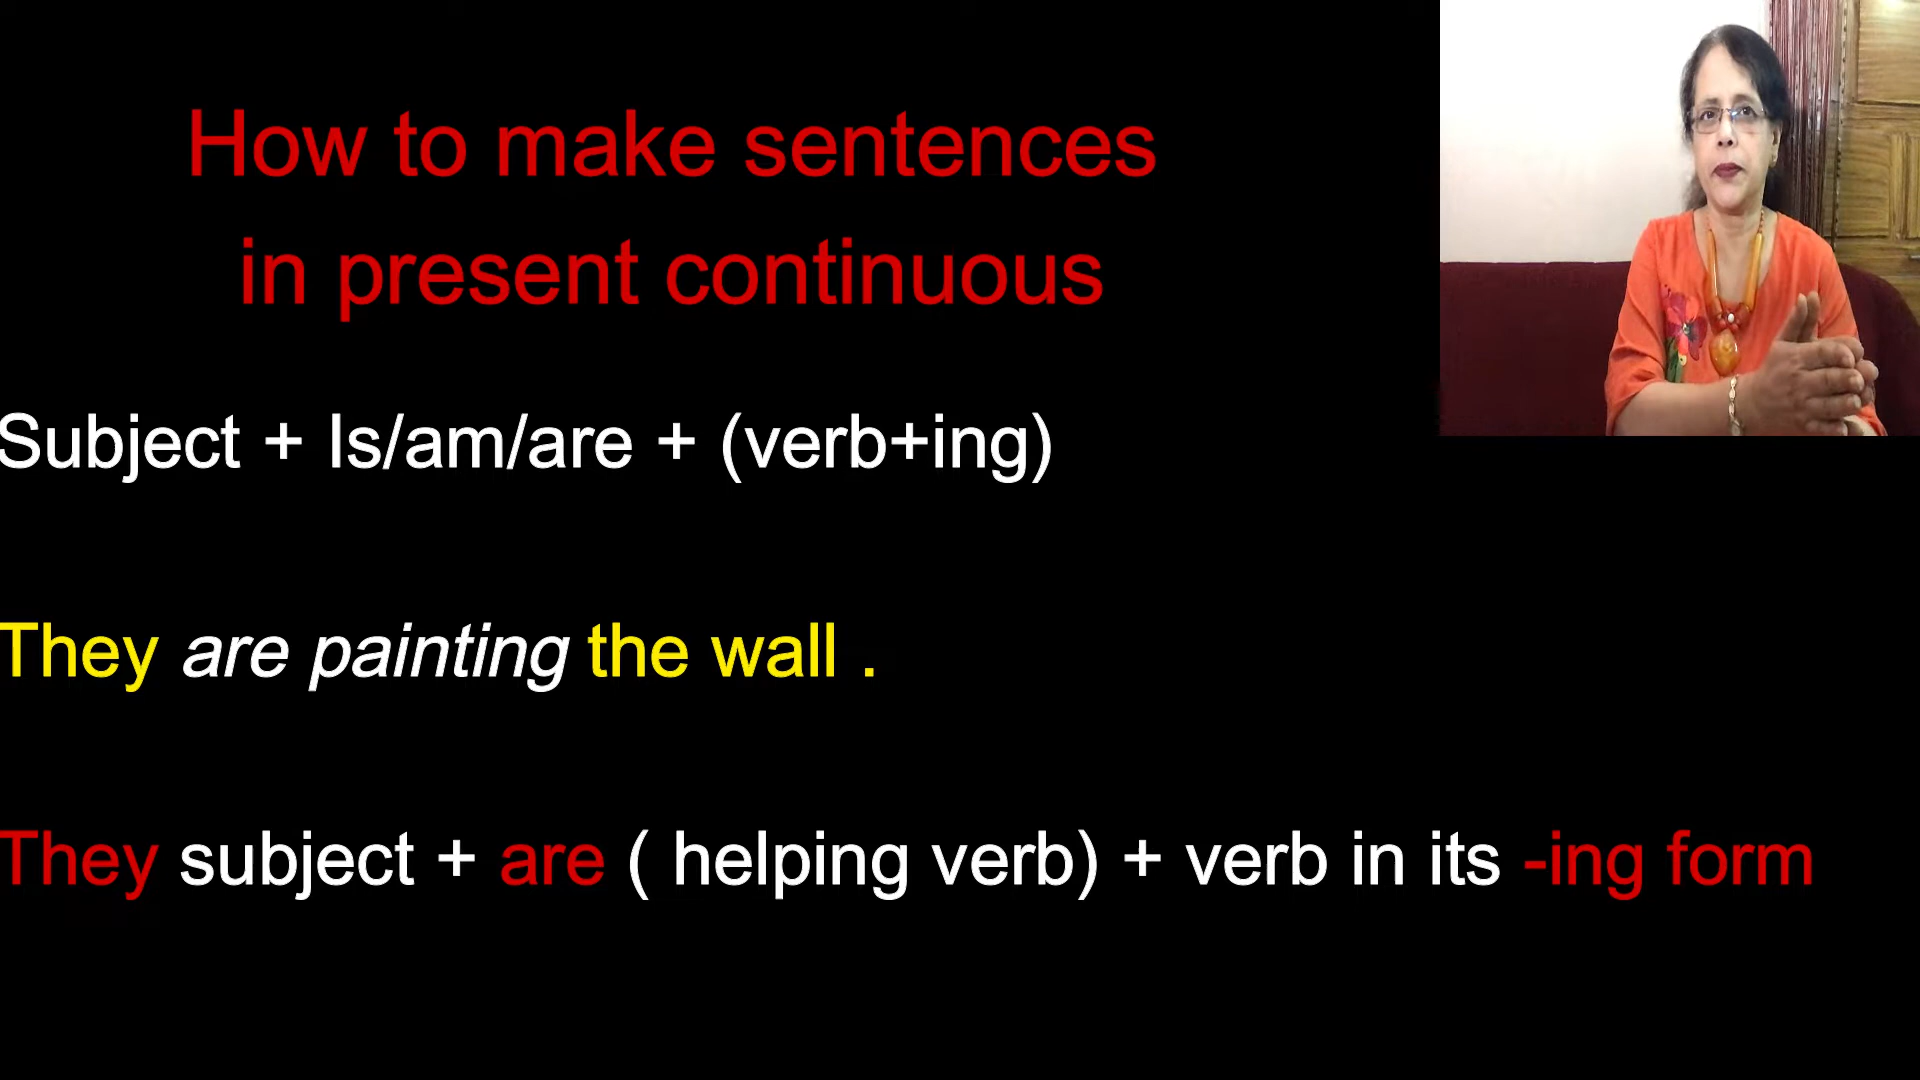 How to make sentences
in present continuous
Subject + Is/am/are + (verb+ing)
They are painting the wall .
They subject + are ( helping verb) + verb in its -ing form